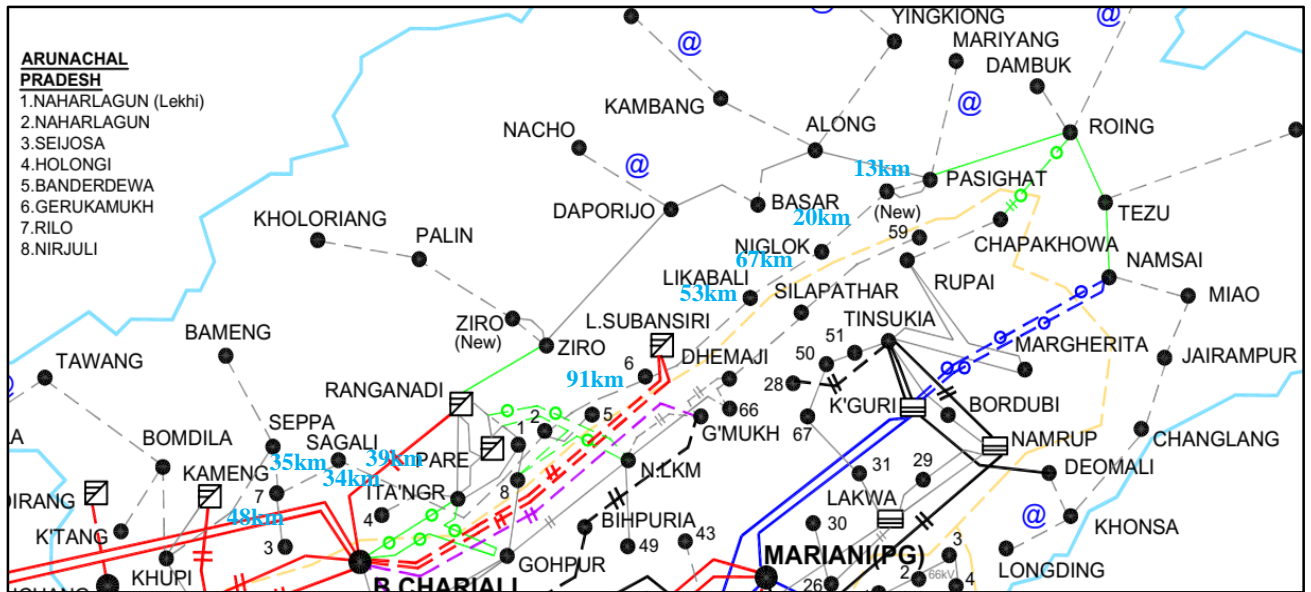 ARUNACHAL
PRADESH
1.NAHARLAGUN (Lekhi)
2.NAHARLAGUN
3.SEIJOSA
4.HOLONGI
5.BANDERDEWA
6.GERUKAMUKH
7.RILO
8.NIRJULI
YINGKIONG
@
@
@
MARIYANG
DAMBUK
KAMBANG
@
NACHO
ALONG
ROING
@
13km
PASIGHAT
KHOLORIANG
DAPORIJO
BASAR
(New)
TEZU
20km
PALIN
NIGLOK
59
CHAPAKHOWA
67km
NAMSAI
LIKABALI
RUPAI
53km
SILAPATHAR
MIAO
BAMENG
ZIRO
(New)
L.SUBANSIRI
TINSUKIA
ZIRO
51
MARGHERITA
TAWANG
6
DHEMAJI
50
JAIRAMPUR
@
91km
28
RANGANADI
K'GURI
BORDUBI
2
5
66
SEPPA
G'MUKH
67
1
NAMRUP
CHANGLANG
BOMDILA
SAGALI
39km
PARE
35km
34km
N.LKM
DEOMALI
KAMENG
31
29
DIRANG
7
ITA'NGR
8
LAKWA
4
48km
@
KHONSA
K'TANG
BIHPURIA
30
3
43
49
MARIANI(PG)
3
KHUPI
GOHPUR
LONGDING
B.CHARIALI
26
2
66kV
4